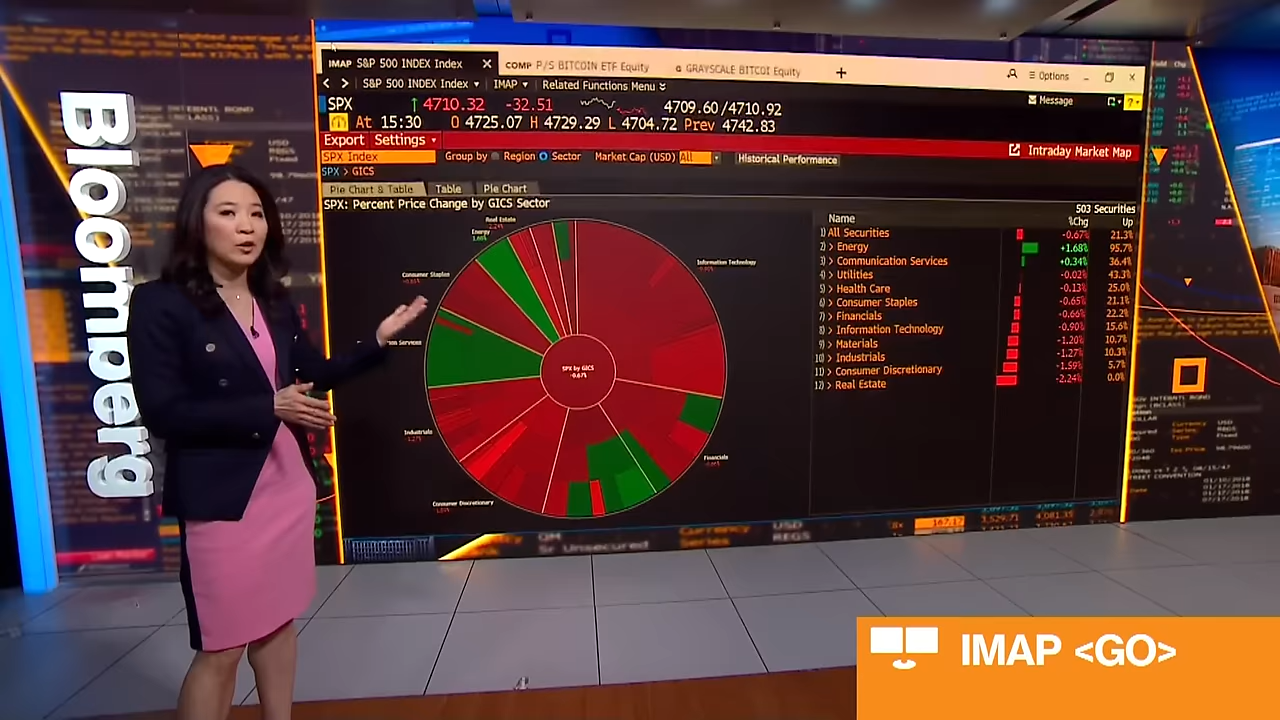 Bloomberg
IMAP S&P 500 INDEX Index
COMP P/S BITCOIN ETF Equity
G GRAYSCALE BITCOI Equity
S&P 500 INDEX Index
IMAP
Related Functions Menu
Options
SPX
4710.32
-32.51
4709.60/4710.92
Message
At 15:30 O 4725.07 H 4729.29 L 4704.72 Prev 4742.83
Export
Settings
Intraday Market Map
SPX Index
Group by
Region
Sector
Market Cap (USD)
All
Historical Performance
SPX > GICS
Pie Chart & Table
Table
Pie Chart
SPX: Percent Price Change by GICS Sector
503 Securities
Name
%Chg
Up
1) All Securities -0.67% 21.3%
2) > Energy +1.68% 95.7%
3) > Communication Services +0.34% 36.4%
4) > Utilities -0.02% 43.3%
5) > Health Care -0.13% 25.0%
6) > Consumer Staples -0.65% 21.1%
7) > Financials -0.66% 22.2%
8) > Information Technology -0.90% 15.6%
9) > Materials -1.20% 10.7%
10) > Industrials -1.27% 10.3%
11) > Consumer Discretionary -1.59% 5.7%
12) > Real Estate -2.24% 0.0%
Real Estate
Energy
Consumer Staples
Information Technology
Services
Industrials
Consumer Discretionary
Financials
SPX by GICS
-0.67%
Currency
USD
Sr Unsecured
Series
REGS
IMAP <GO>